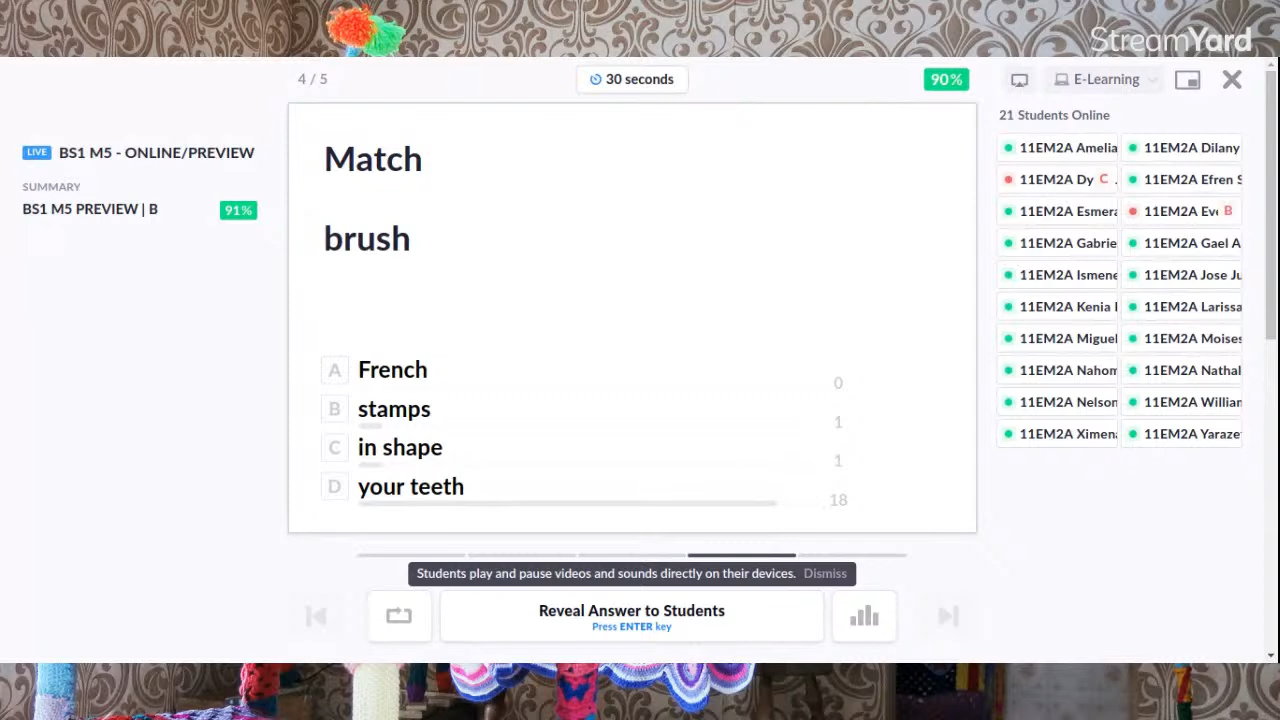 StreamYard
4 / 5
30 seconds
90%
E-Learning
21 Students Online
LIVE BS1 M5 - ONLINE/PREVIEW
SUMMARY
BS1 M5 PREVIEW | B 91%
Match
brush
A French 0
B stamps 1
C in shape 1
D your teeth 18
11EM2A Amelia 11EM2A Dilany
11EM2A Dy C 11EM2A Efren S
11EM2A Esmera 11EM2A Eve B
11EM2A Gabrie 11EM2A Gael A
11EM2A Ismene 11EM2A Jose Ju
11EM2A Kenia 11EM2A Larissa
11EM2A Miguel 11EM2A Moises
11EM2A Nahom 11EM2A Nathal
11EM2A Nelson 11EM2A William
11EM2A Ximena 11EM2A Yaraze
Students play and pause videos and sounds directly on their devices. Dismiss
Reveal Answer to Students
Press ENTER key